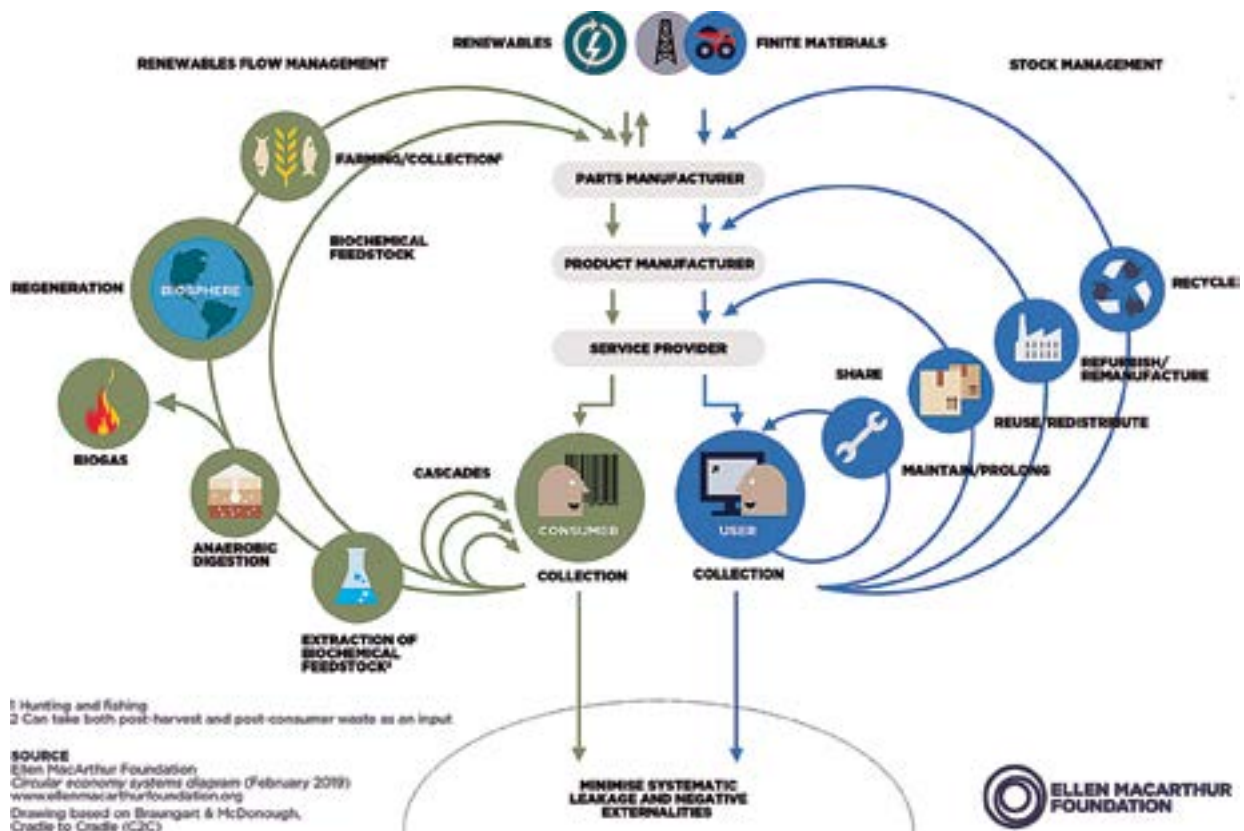 RENEWABLES
FINITE MATERIALS
RENEWABLES FLOW MANAGEMENT
STOCK MANAGEMENT
FARMING/COLLECTION¹
PARTS MANUFACTURER
BIOCHEMICAL
FEEDSTOCK
PRODUCT MANUFACTURER
REGENERATION
BIOSPHERE
RECYCLE
SERVICE PROVIDER
SHARE
REFURBISH/
REMANUFACTURE
REUSE/REDISTRIBUTE
BIOGAS
CASCADES
MAINTAIN/PROLONG
CONSUMER
USER
ANAEROBIC
DIGESTION
COLLECTION
COLLECTION
EXTRACTION OF
BIOCHEMICAL
FEEDSTOCK²
1 Hunting and fishing
2 Can take both post-harvest and post-consumer waste as an input
SOURCE
Ellen MacArthur Foundation
Circular economy systems diagram (February 2019)
www.ellenmacarthurfoundation.org
Drawing based on Braungart & McDonough,
Cradle to Cradle (C2C)
MINIMISE SYSTEMATIC
LEAKAGE AND NEGATIVE
EXTERNALITIES
ELLEN MACARTHUR
FOUNDATION